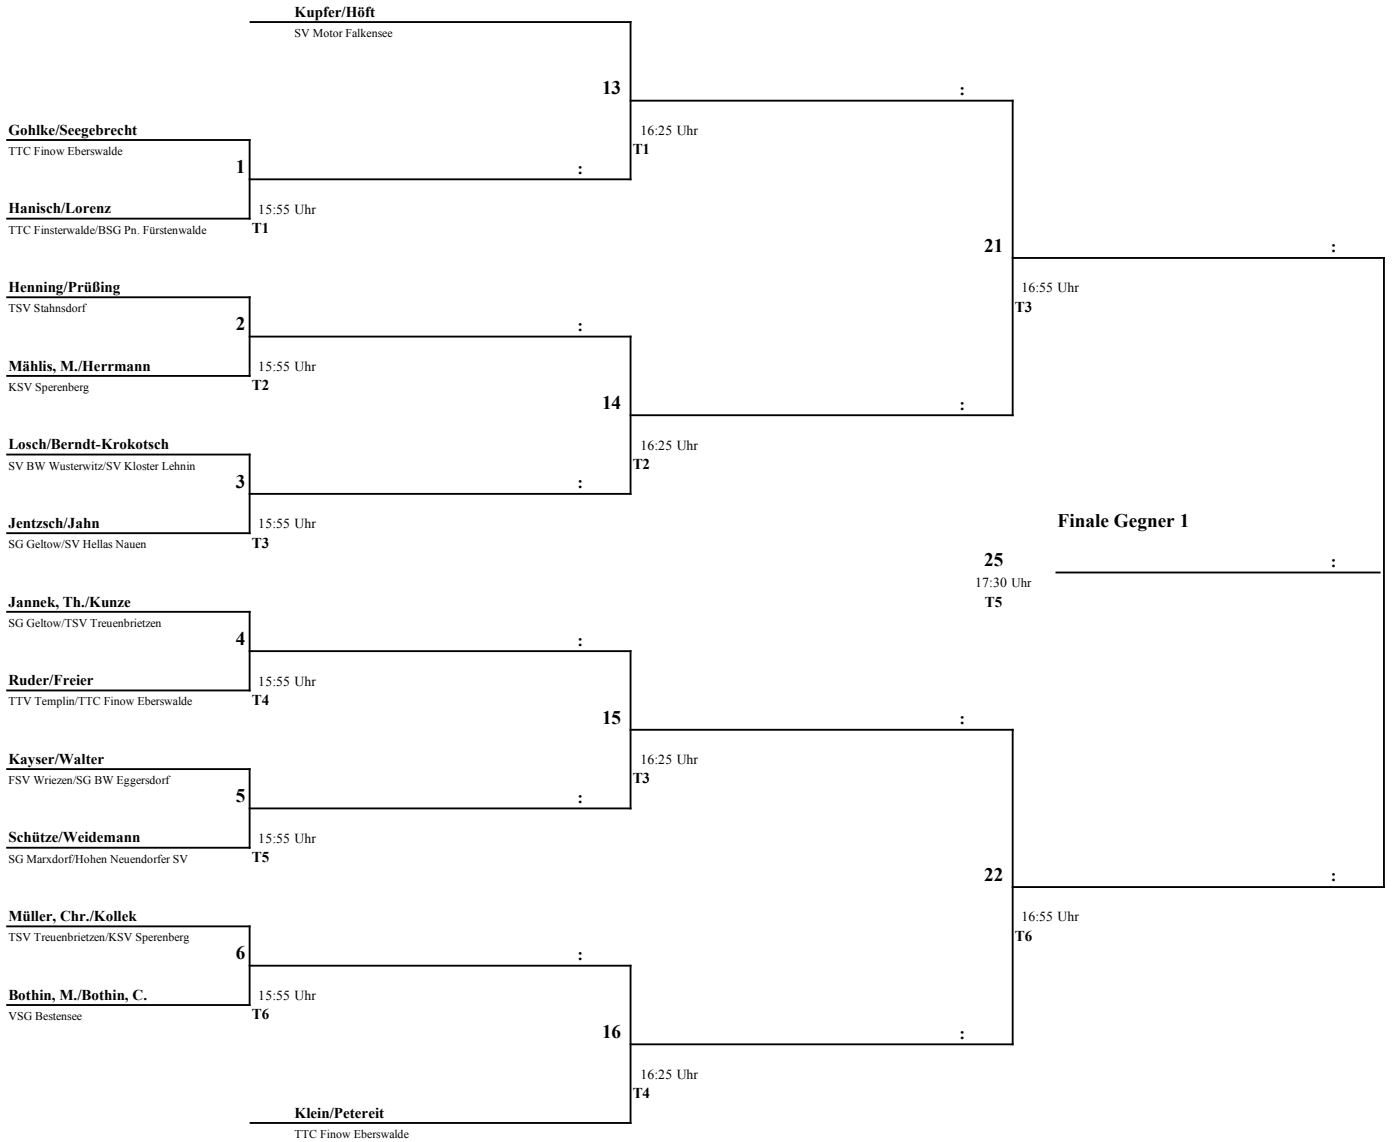 Kupfer/Höft
SV Motor Falkensee
13
:
16:25 Uhr
T1
Gohlke/Seegebrecht
TTC Finow Eberswalde
1
:
Hanisch/Lorenz
15:55 Uhr
TTC Finsterwalde/BSG Pn. Fürstenwalde
T1
21
:
16:55 Uhr
T3
Henning/Prüßing
TSV Stahnsdorf
2
:
Mählis, M./Herrmann
15:55 Uhr
KSV Sperenberg
T2
14
:
16:25 Uhr
T2
Losch/Berndt-Krokotsch
SV BW Wusterwitz/SV Kloster Lehnin
3
:
Jentzsch/Jahn
15:55 Uhr
SG Geltow/SV Hellas Nauen
T3
Finale Gegner 1
25
:
17:30 Uhr
T5
Jannek, Th./Kunze
SG Geltow/TSV Treuenbrietzen
4
:
Ruder/Freier
15:55 Uhr
TTV Templin/TTC Finow Eberswalde
T4
15
:
16:25 Uhr
T3
Kayser/Walter
FSV Wriezen/SG BW Eggersdorf
5
:
Schütze/Weidemann
15:55 Uhr
SG Marxdorf/Hohen Neuendorfer SV
T5
22
:
16:55 Uhr
T6
Müller, Chr./Kollek
TSV Treuenbrietzen/KSV Sperenberg
6
:
Bothin, M./Bothin, C.
15:55 Uhr
VSG Bestensee
T6
16
:
16:25 Uhr
T4
Klein/Petereit
TTC Finow Eberswalde